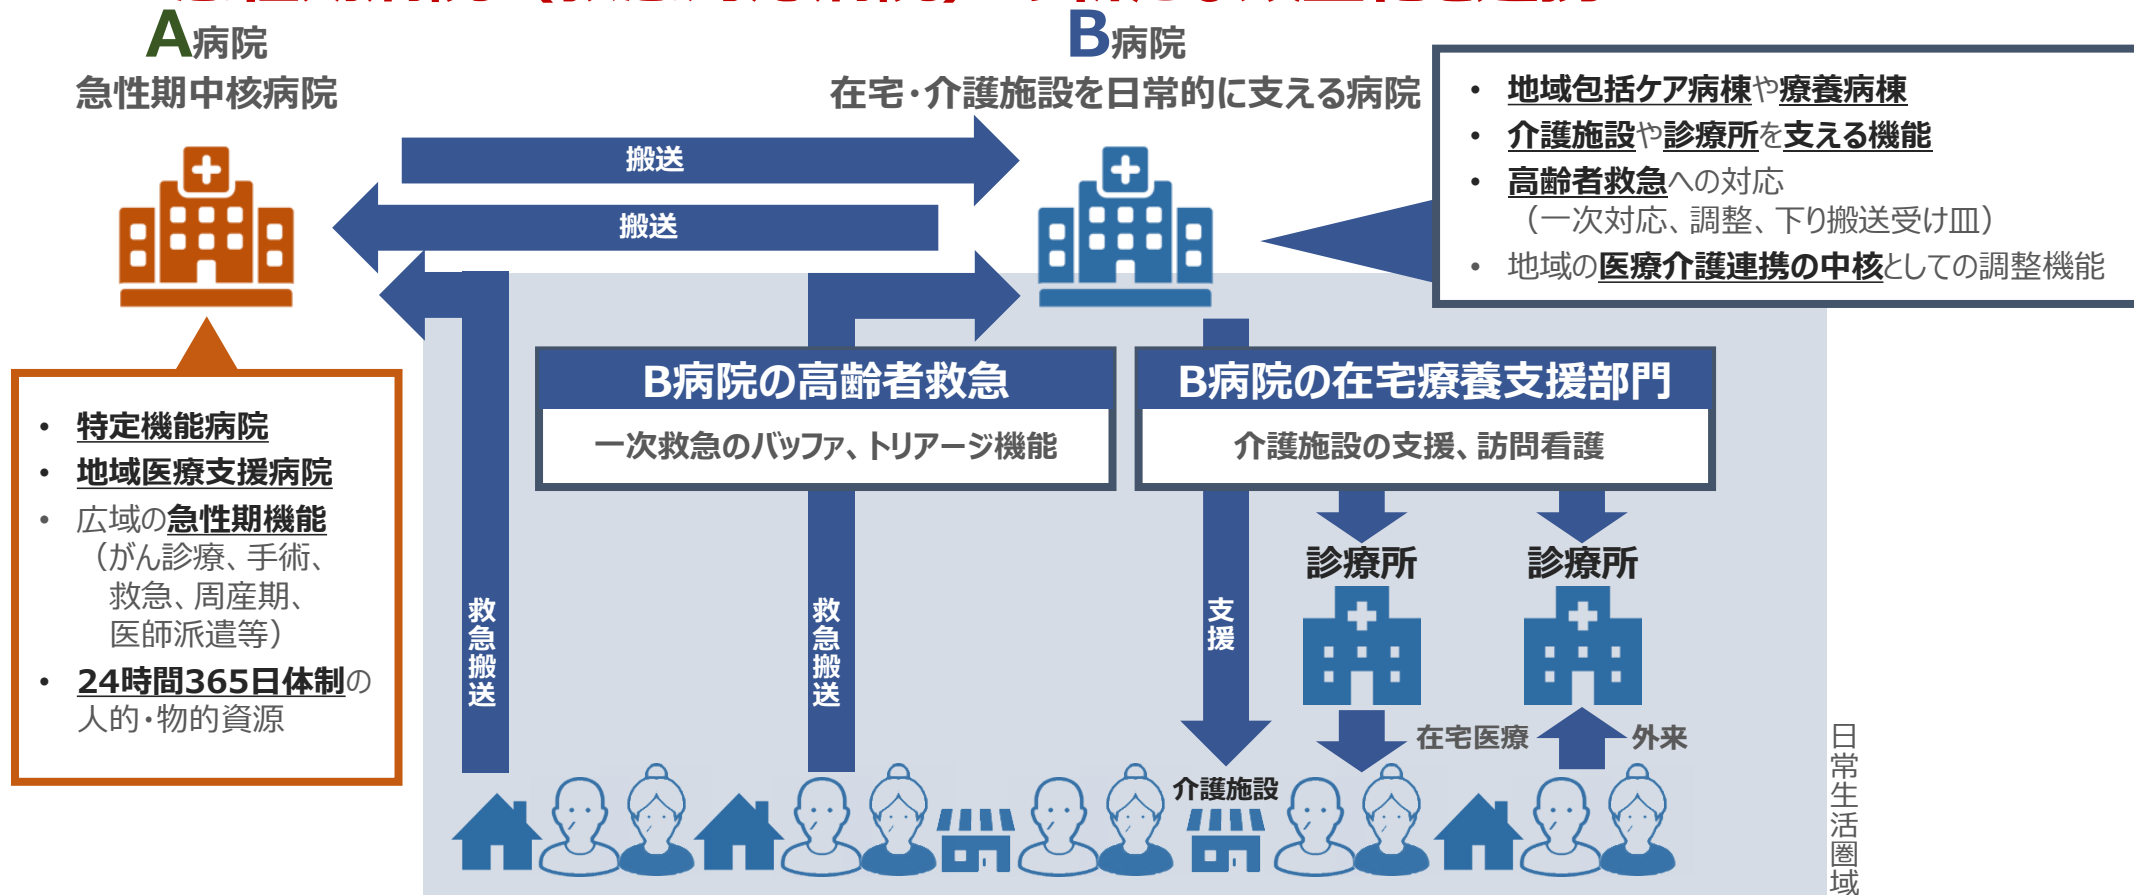 A病院
急性期中核病院
B病院
在宅・介護施設を日常的に支える病院
• 地域包括ケア病棟や療養病棟
• 介護施設や診療所を支える機能
• 高齢者救急への対応
（一次対応、調整、下り搬送受け皿）
• 地域の医療介護連携の中核としての調整機能
搬送
搬送
B病院の高齢者救急
一次救急のバッファ、トリアージ機能
B病院の在宅療養支援部門
介護施設の支援、訪問看護
• 特定機能病院
• 地域医療支援病院
• 広域の急性期機能
（がん診療、手術、
救急、周産期、
医師派遣等）
• 24時間365日体制の
人的・物的資源
救急搬送
救急搬送
支援
診療所
診療所
在宅医療
外来
介護施設
日常生活圏域